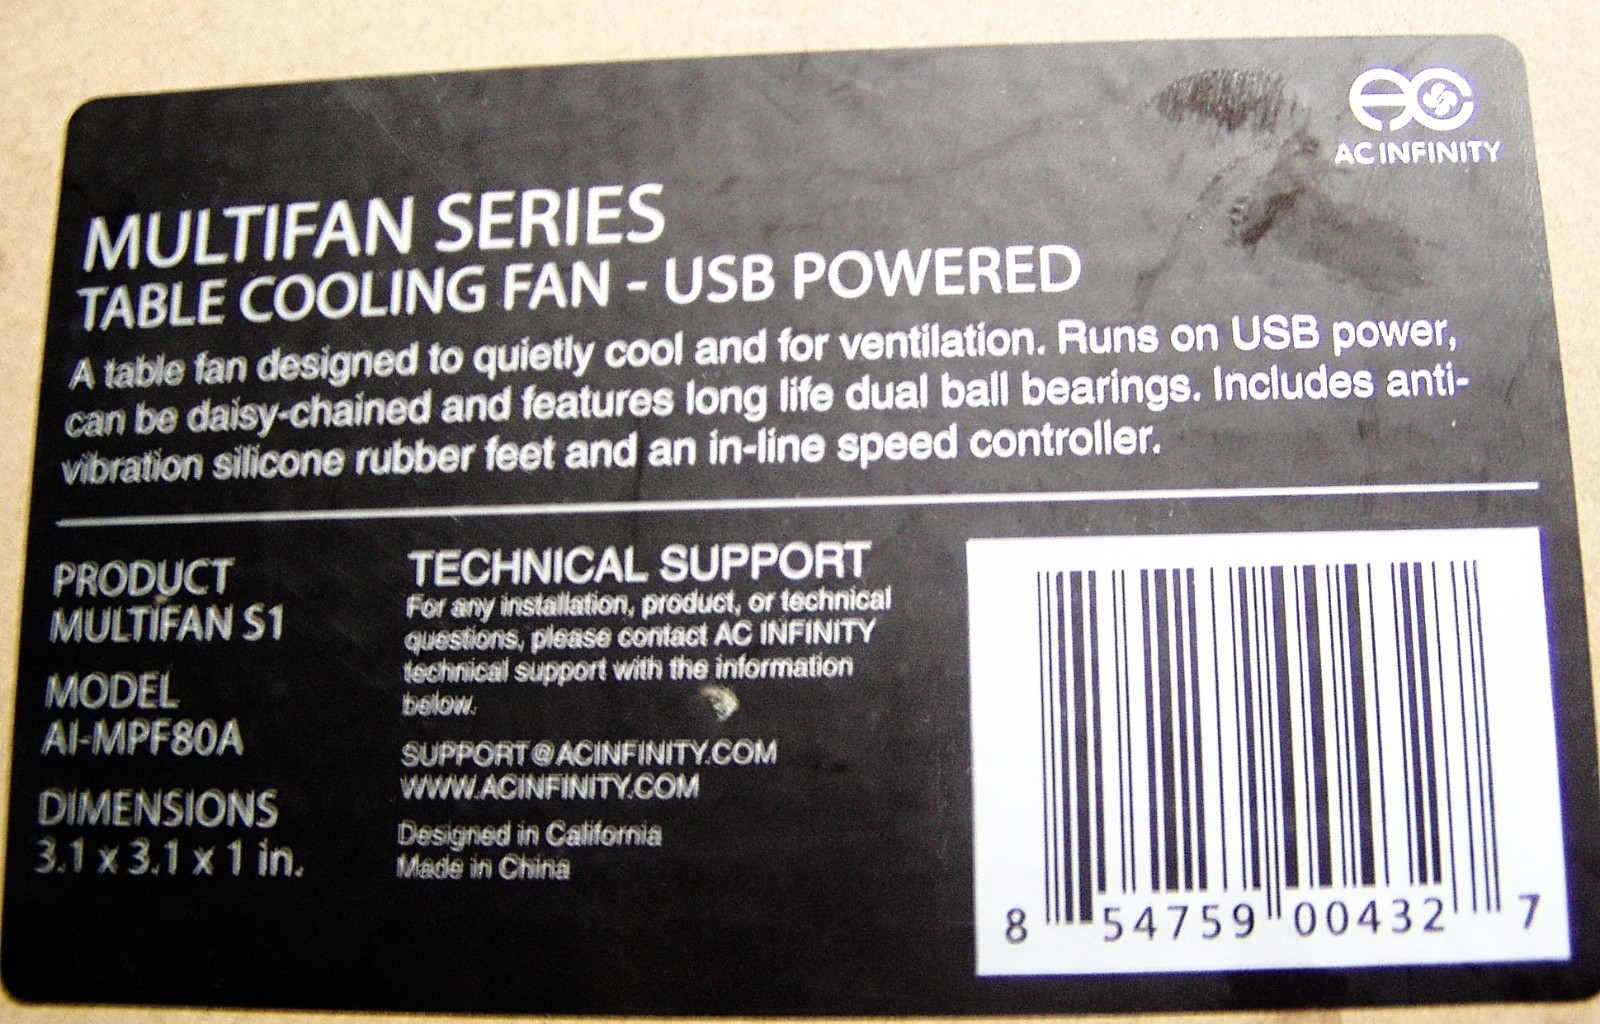 AC INFINITY
MULTIFAN SERIES
TABLE COOLING FAN - USB POWERED
A table fan designed to quietly cool and for ventilation. Runs on USB power,
can be daisy-chained and features long life dual ball bearings. Includes anti-
vibration silicone rubber feet and an in-line speed controller.
PRODUCT
MULTIFAN S1
MODEL
AI-MPF80A
DIMENSIONS
3.1 x 3.1 x 1 in.
TECHNICAL SUPPORT
For any installation, product, or technical
questions, please contact AC INFINITY
technical support with the information
below.
SUPPORT@ACINFINITY.COM
WWW.ACINFINITY.COM
Designed in California
Made in China
8 54759 00432 7